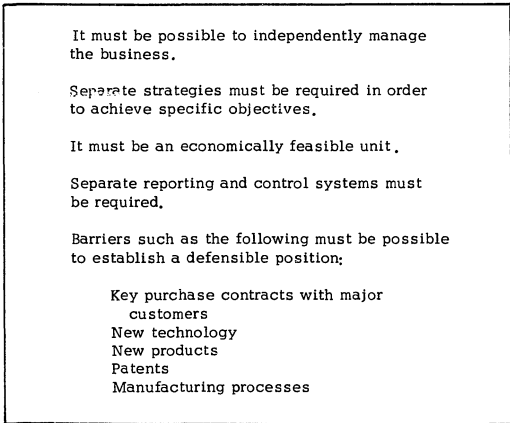 It must be possible to independently manage
the business.
Separate strategies must be required in order
to achieve specific objectives.
It must be an economically feasible unit.
Separate reporting and control systems must
be required.
Barriers such as the following must be possible
to establish a defensible position:
Key purchase contracts with major
customers
New technology
New products
Patents
Manufacturing processes